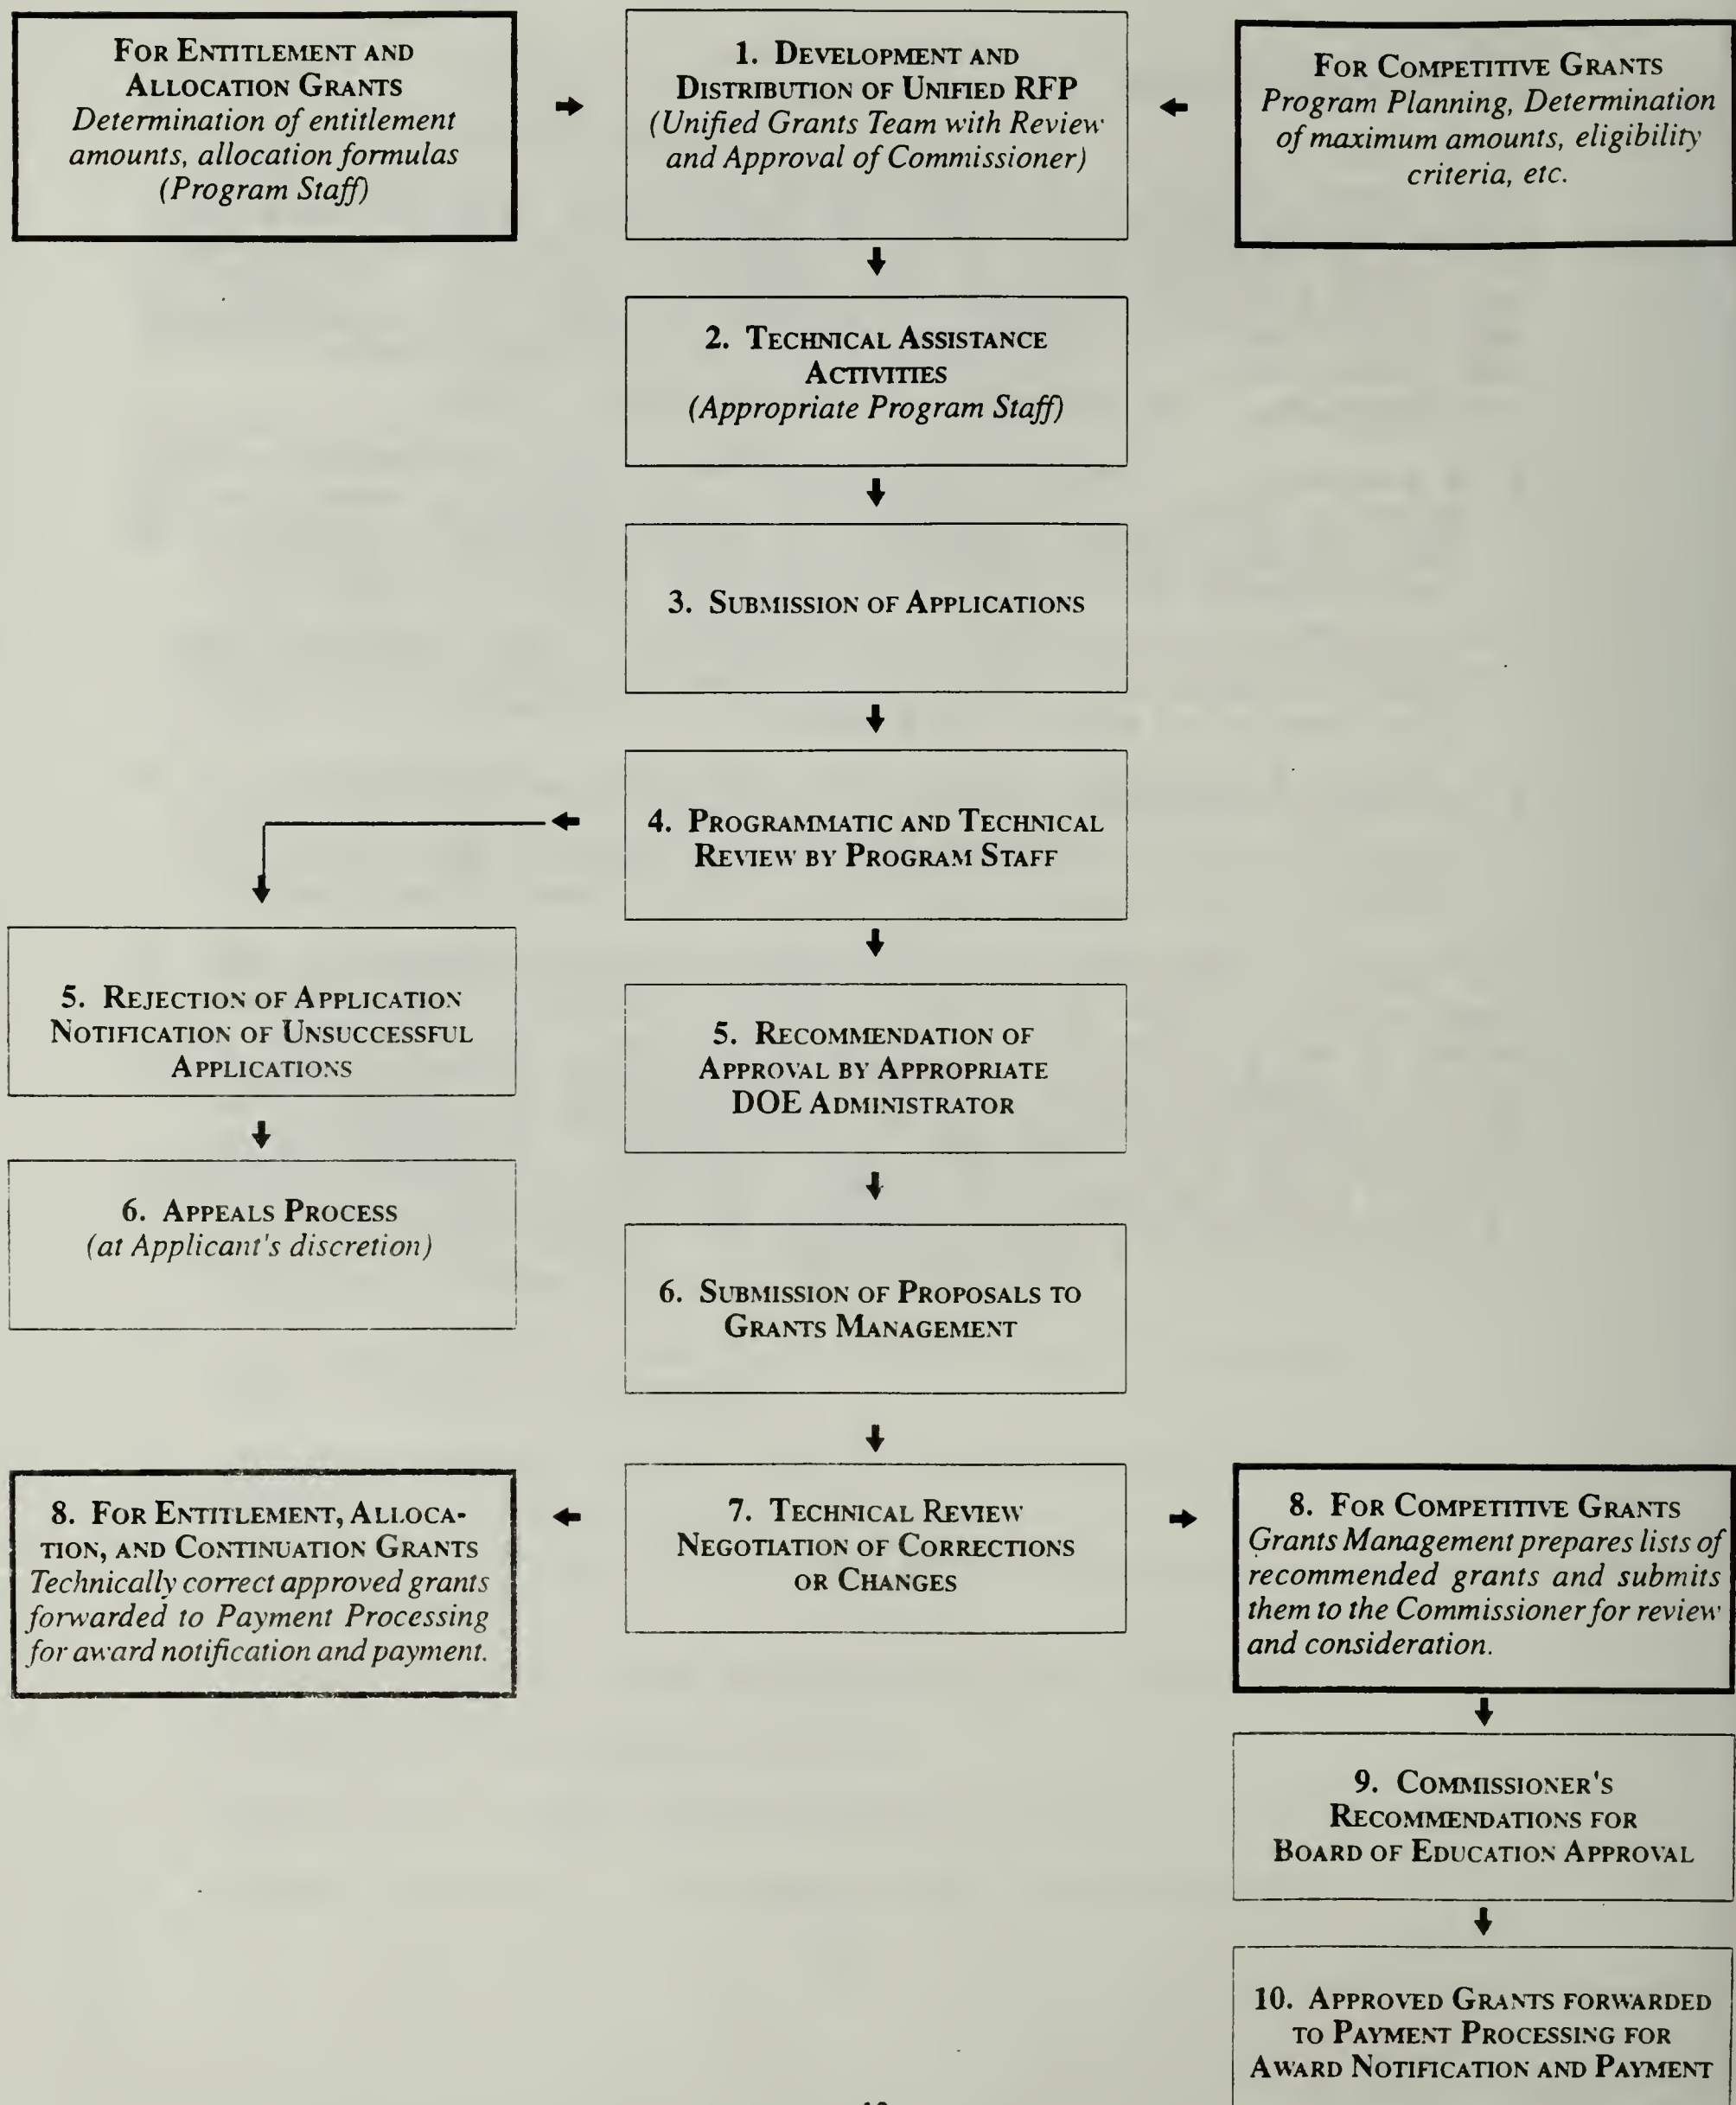 FOR ENTITLEMENT AND
ALLOCATION GRANTS
Determination of entitlement
amounts, allocation formulas
(Program Staff)
1. DEVELOPMENT AND
DISTRIBUTION OF UNIFIED RFP
(Unified Grants Team with Review
and Approval of Commissioner)
FOR COMPETITIVE GRANTS
Program Planning, Determination
of maximum amounts, eligibility
criteria, etc.
2. TECHNICAL ASSISTANCE
ACTIVITIES
(Appropriate Program Staff)
3. SUBMISSION OF APPLICATIONS
4. PROGRAMMATIC AND TECHNICAL
REVIEW BY PROGRAM STAFF
5. REJECTION OF APPLICATION
NOTIFICATION OF UNSUCCESSFUL
APPLICATIONS
5. RECOMMENDATION OF
APPROVAL BY APPROPRIATE
DOE ADMINISTRATOR
6. APPEALS PROCESS
(at Applicant's discretion)
6. SUBMISSION OF PROPOSALS TO
GRANTS MANAGEMENT
8. FOR ENTITLEMENT, ALLOCA-
TION, AND CONTINUATION GRANTS
Technically correct approved grants
forwarded to Payment Processing
for award notification and payment.
7. TECHNICAL REVIEW
NEGOTIATION OF CORRECTIONS
OR CHANGES
8. FOR COMPETITIVE GRANTS
Grants Management prepares lists of
recommended grants and submits
them to the Commissioner for review
and consideration.
9. COMMISSIONER'S
RECOMMENDATIONS FOR
BOARD OF EDUCATION APPROVAL
10. APPROVED GRANTS FORWARDED
TO PAYMENT PROCESSING FOR
AWARD NOTIFICATION AND PAYMENT